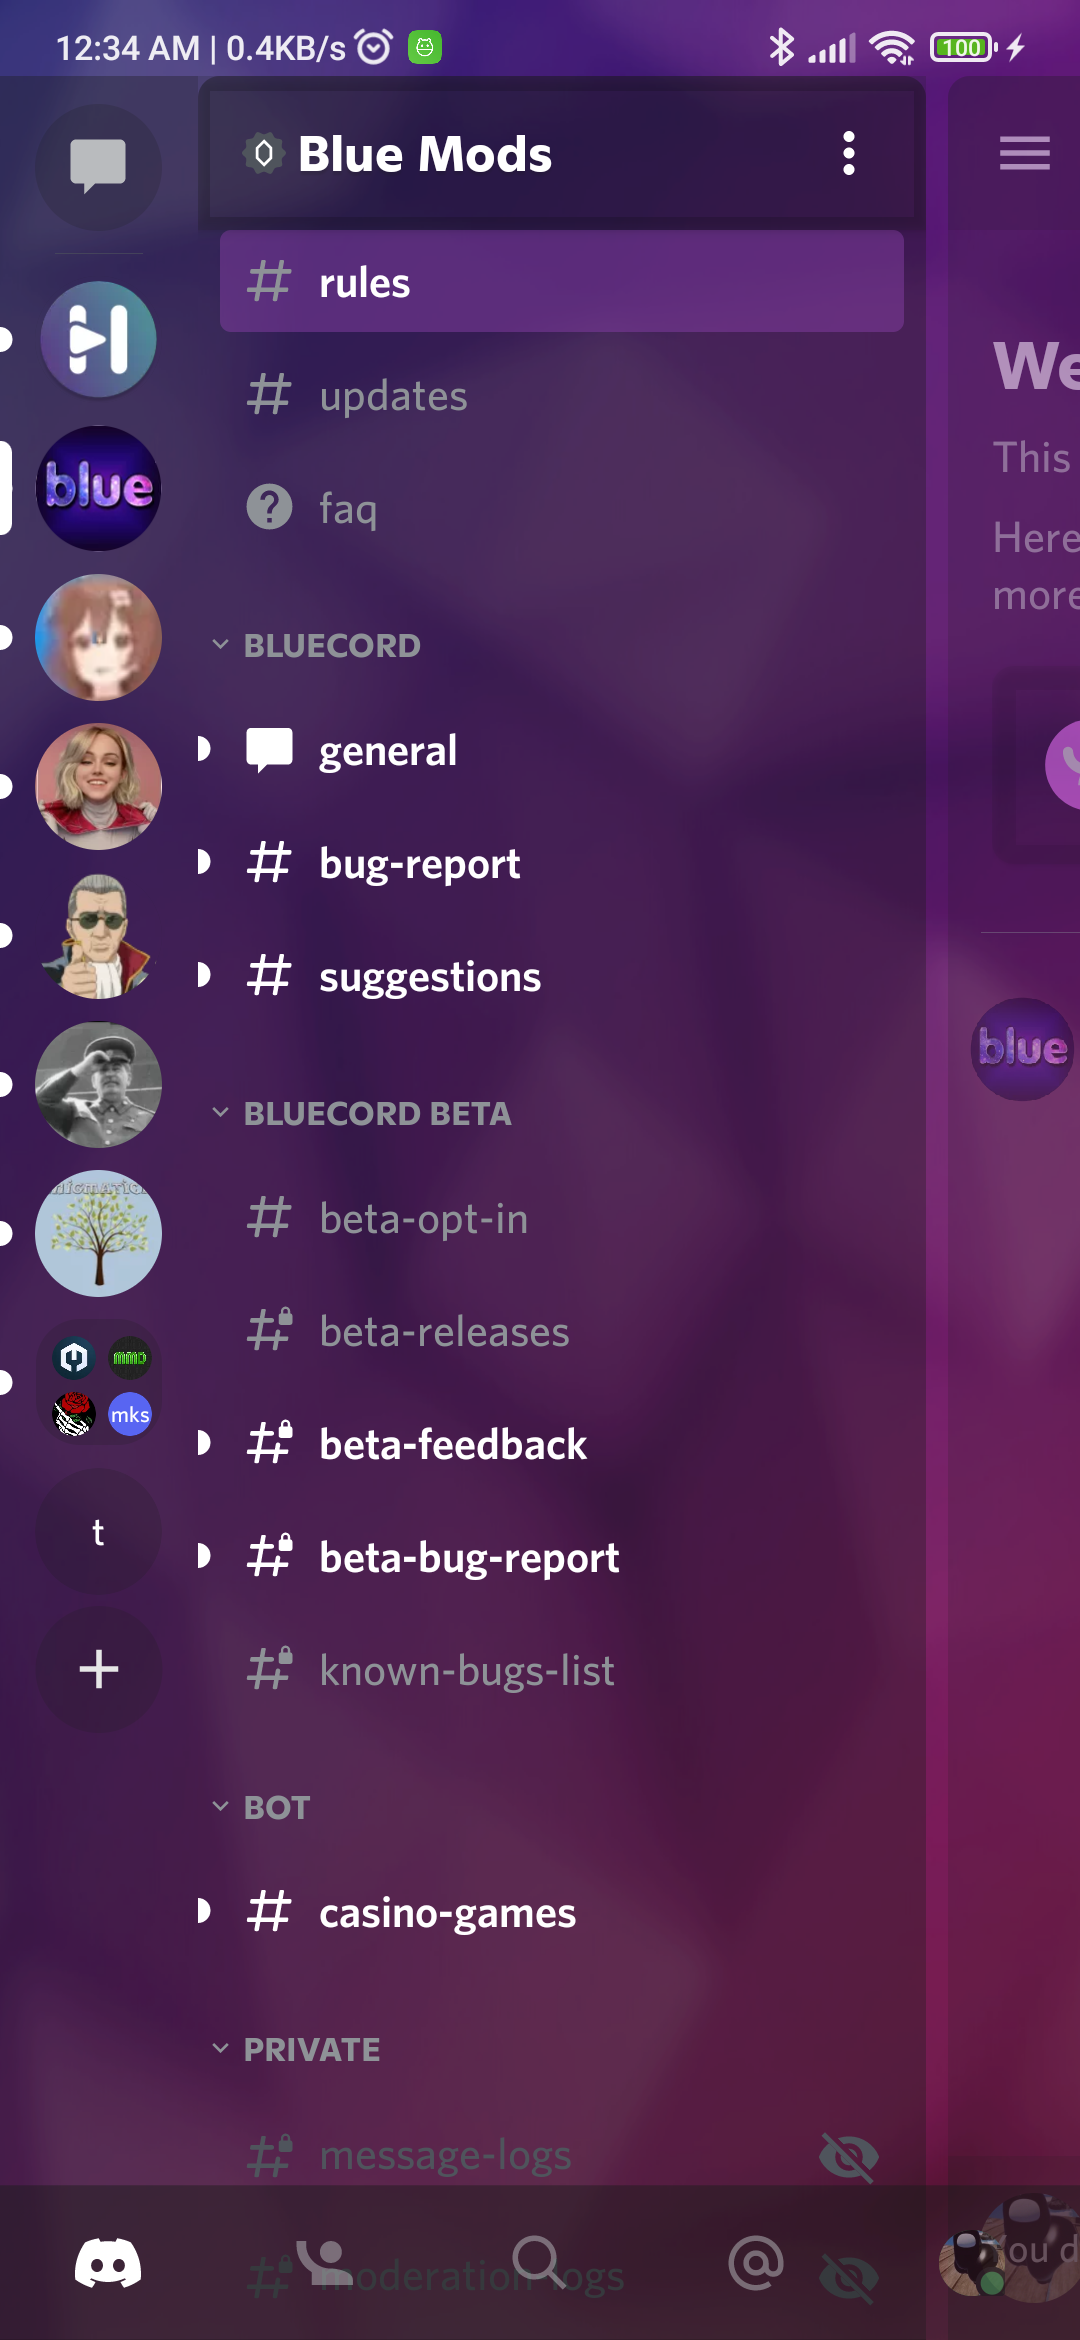 12:34 AM | 0.4KB/s
100
Blue Mods
rules
updates
faq
BLUECORD
general
bug-report
suggestions
BLUECORD BETA
beta-opt-in
beta-releases
beta-feedback
beta-bug-report
known-bugs-list
BOT
casino-games
PRIVATE
message-logs
moderation-logs
blue
mks
t
We
This
Here
more
blue
You d